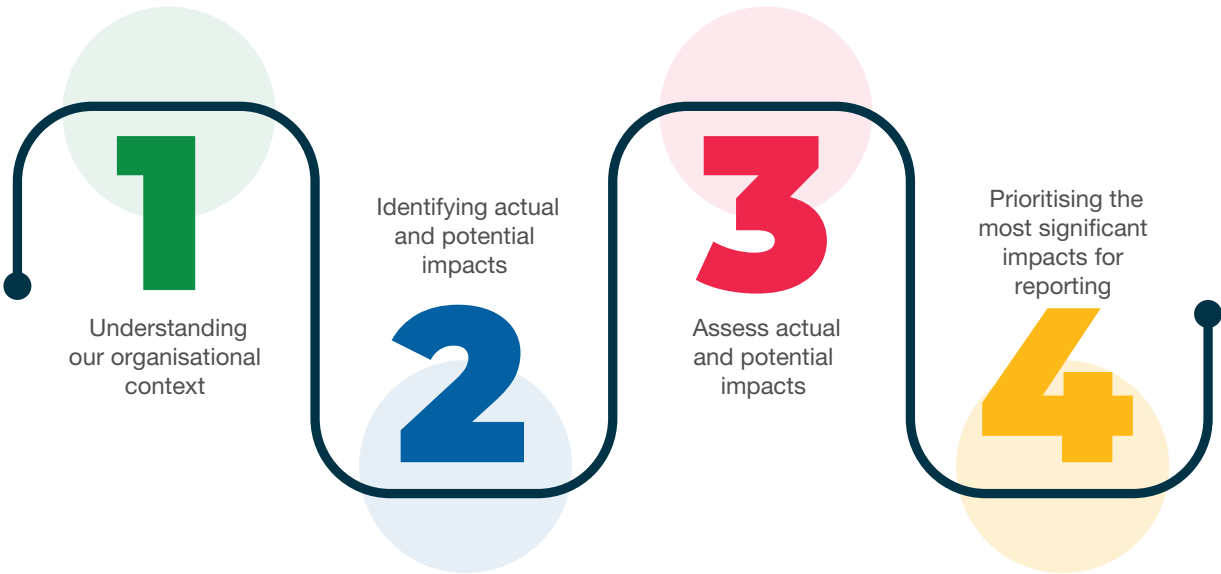 1
Understanding
our organisational
context
Identifying actual
and potential
impacts
2
3
Assess actual
and potential
impacts
Prioritising the
most significant
impacts for
reporting
4